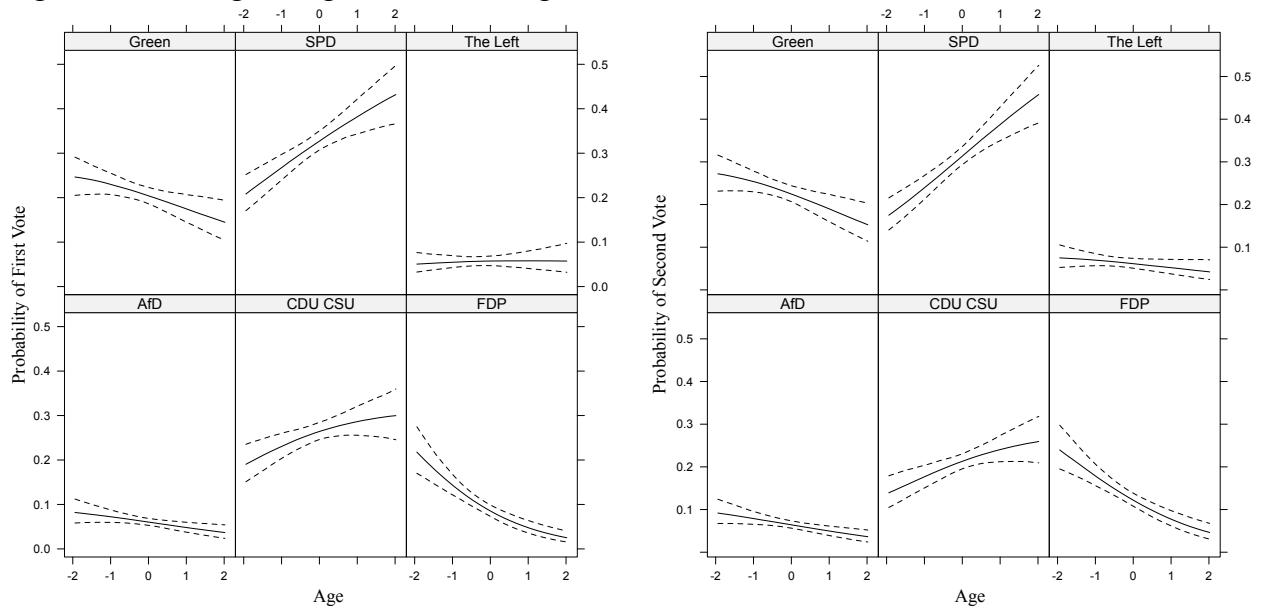 -2 -1 0 1 2
Green SPD The Left
0.5
0.4
0.3
0.2
0.1
0.0
AfD CDU CSU FDP
0.5
0.4
0.3
0.2
0.1
0.0
-2 -1 0 1 2 -2 -1 0 1 2
Probability of First Vote
Age
-2 -1 0 1 2
Green SPD The Left
0.5
0.4
0.3
0.2
0.1
AfD CDU CSU FDP
0.5
0.4
0.3
0.2
0.1
-2 -1 0 1 2 -2 -1 0 1 2
Probability of Second Vote
Age